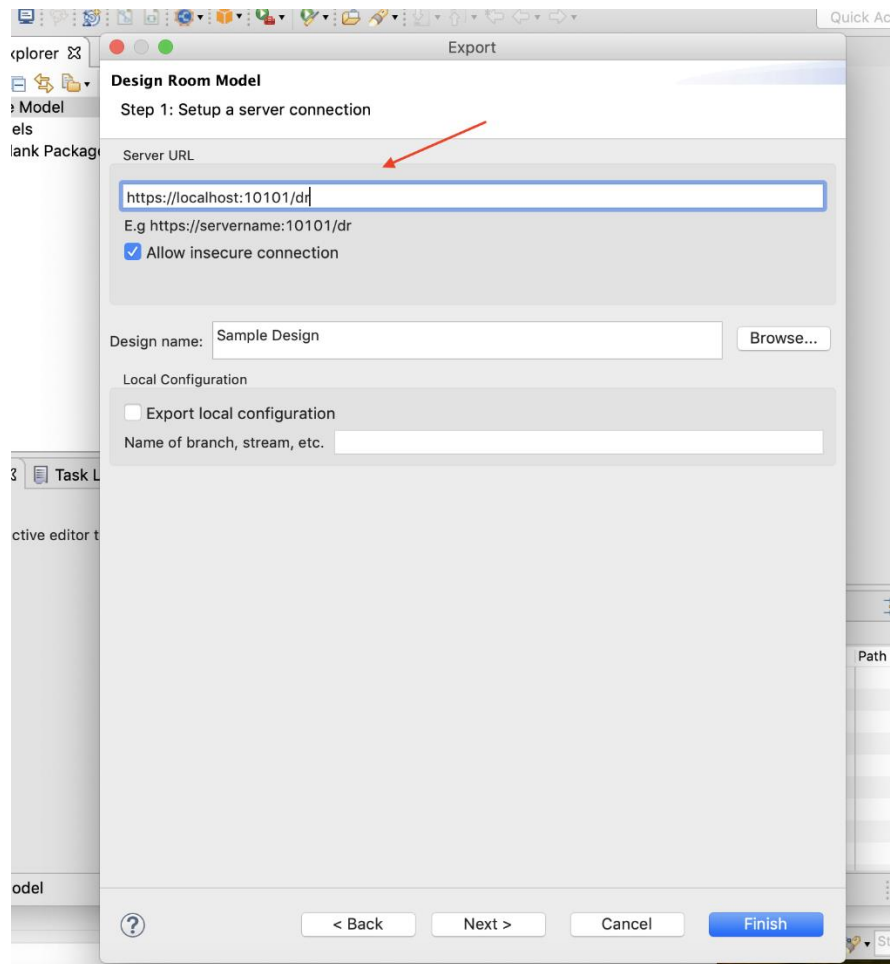 Quick Ac
Export
xplorer
Design Room Model
Step 1: Setup a server connection
e Model
els
lank Package
Server URL
https://localhost:10101/dr
E.g https://servername:10101/dr
Allow insecure connection
Design name: Sample Design Browse...
Local Configuration
Export local configuration
Name of branch, stream, etc.
Task L
ctive editor t
Path
odel
? < Back Next > Cancel Finish
St